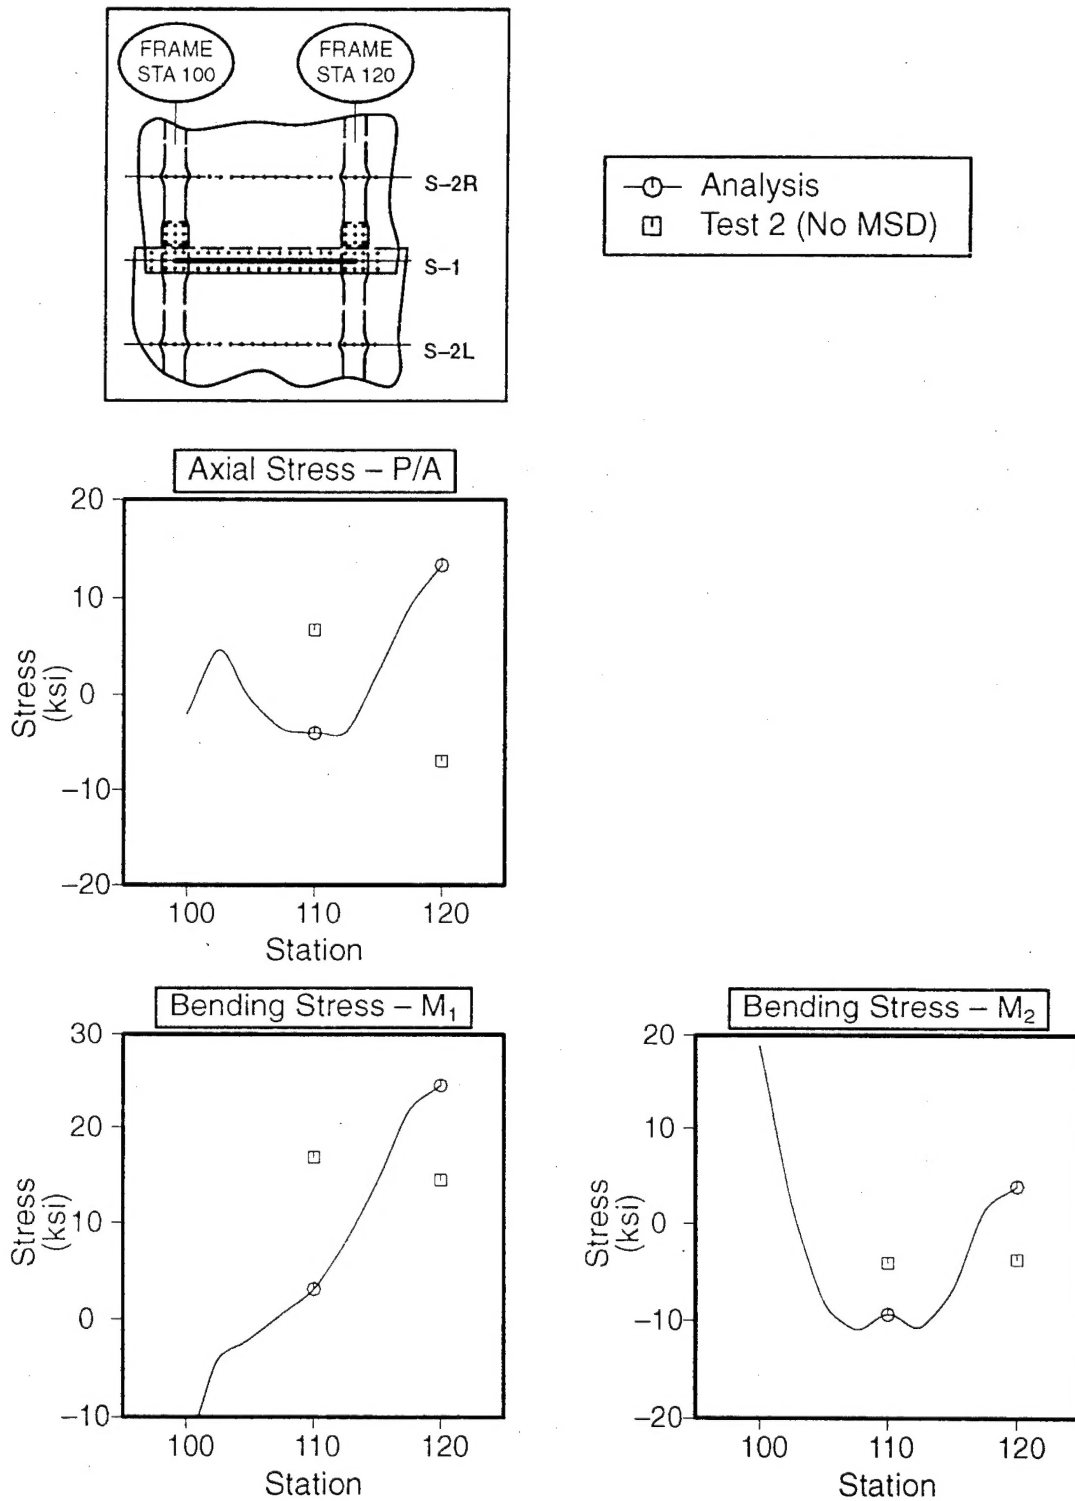 FRAME
STA 100
FRAME
STA 120
S–2R
S–1
S–2L
Analysis
Test 2 (No MSD)
Axial Stress – P/A
20
10
0
–10
–20
Stress
(ksi)
100
110
120
Station
Bending Stress – M₁
30
20
10
0
–10
Stress
(ksi)
100
110
120
Station
Bending Stress – M₂
20
10
0
–10
–20
Stress
(ksi)
100
110
120
Station